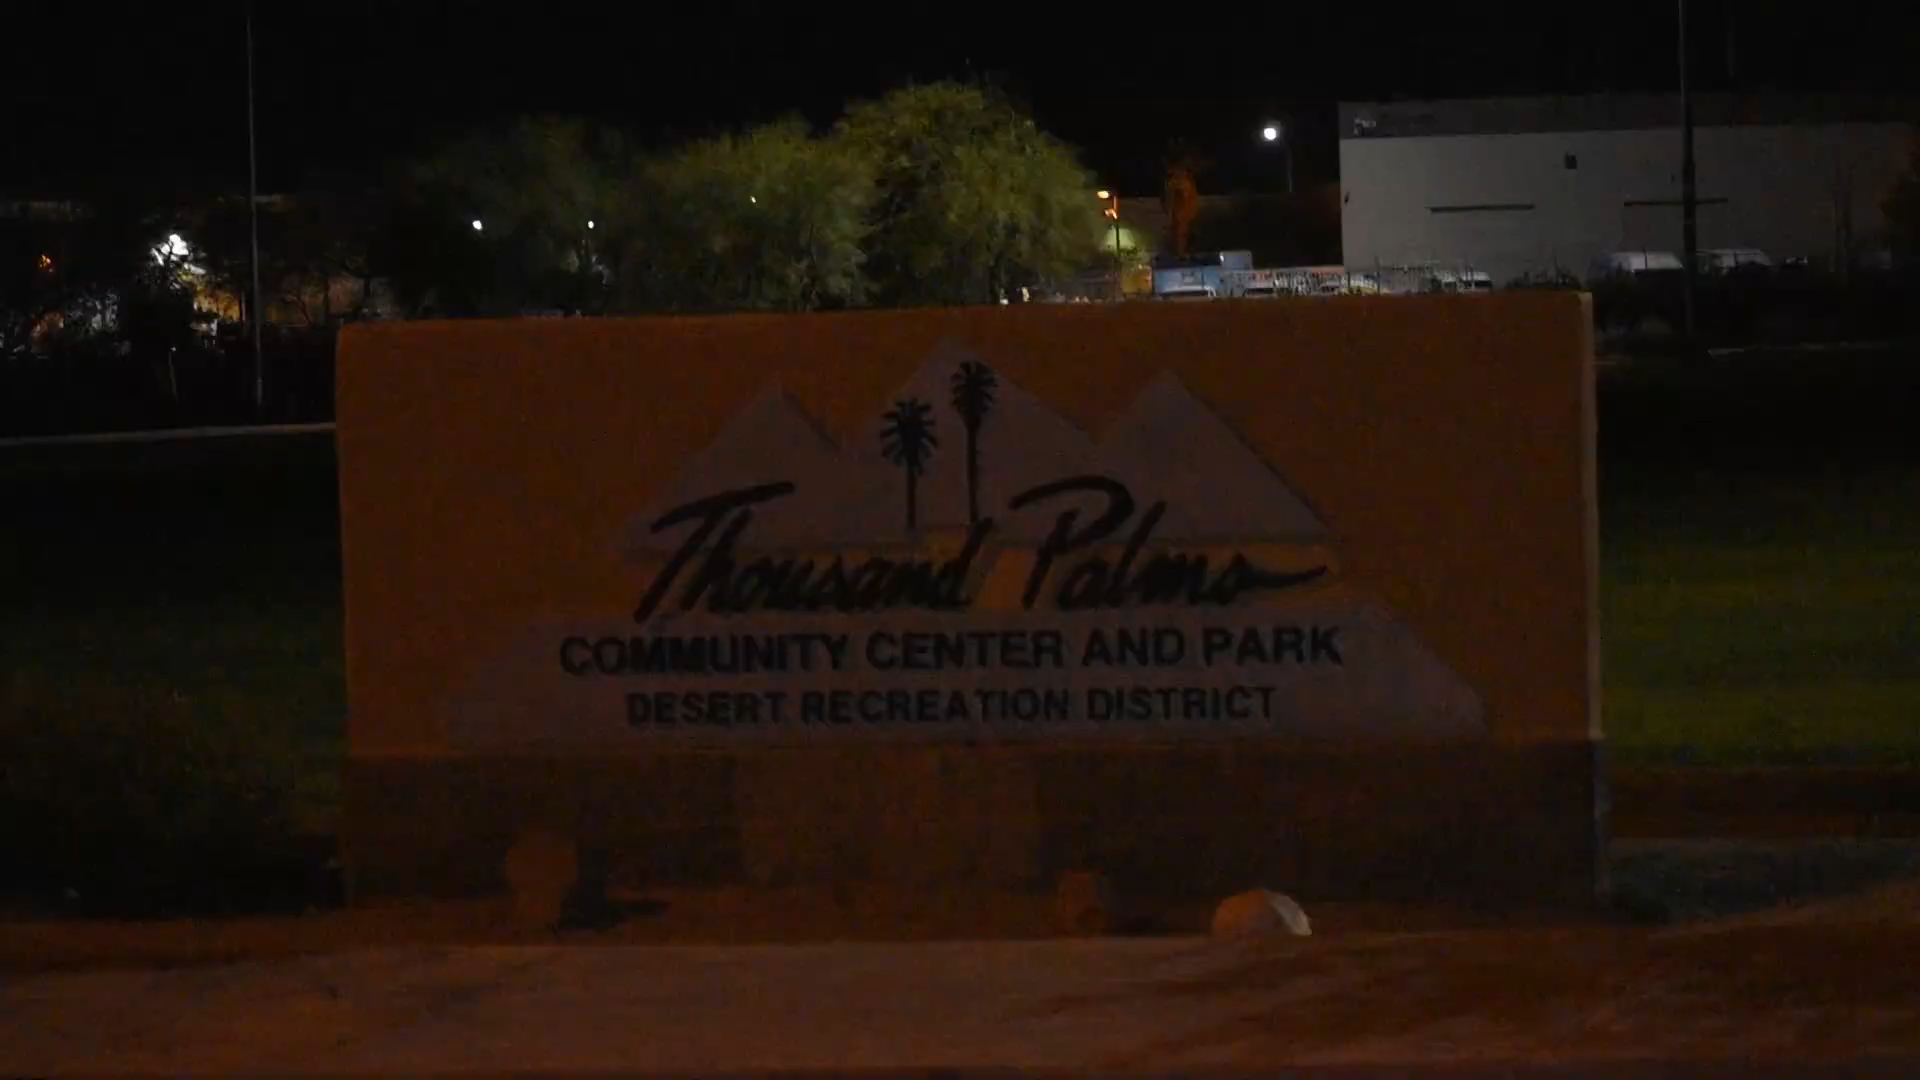 Thousand Palms
COMMUNITY CENTER AND PARK
DESERT RECREATION DISTRICT